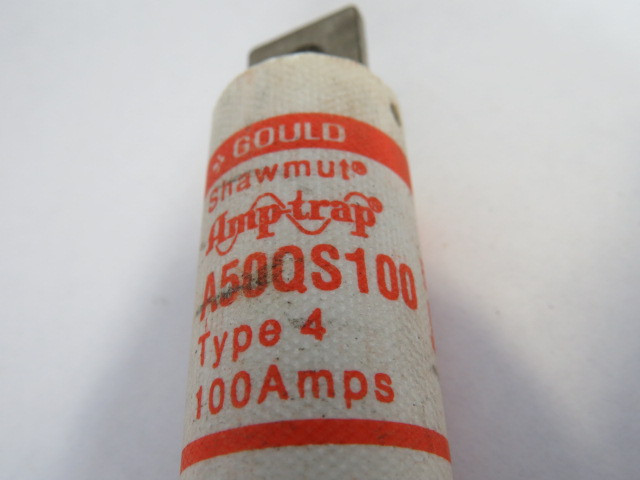 GOULD
Shawmut®
Amp-trap®
A50QS100
Type 4
100Amps